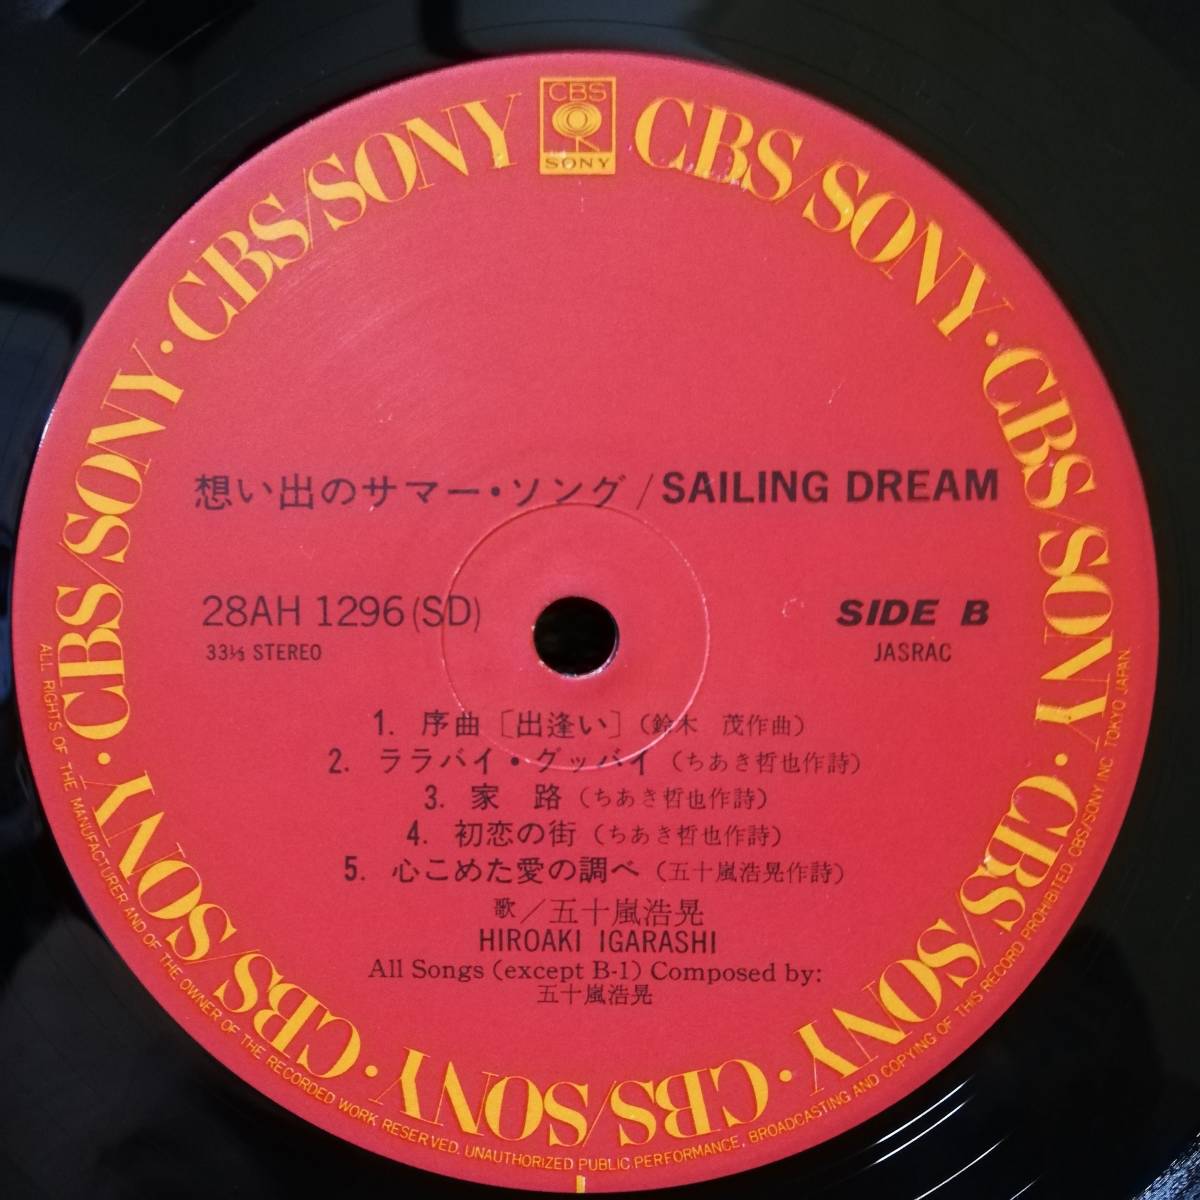 CBS
SONY
CBS/SONY・CBS/SONY・CBS/SONY・CBS/SONY・CBS/SONY・CBS/SONY・CBS/SONY・CBS/SONY・CBS/SONY・CBS/SONY
想い出のサマー・ソング/SAILING DREAM
28AH 1296(SD)
SIDE B
33⅓ STEREO
JASRAC
1. 序曲［出逢い］(鈴木 茂作曲)
2. ララバイ・グッバイ(ちあき哲也作詩)
3. 家 路(ちあき哲也作詩)
4. 初恋の街(ちあき哲也作詩)
5. 心こめた愛の調べ(五十嵐浩晃作詩)
歌／五十嵐浩晃
HIROAKI IGARASHI
All Songs (except B-1) Composed by:
五十嵐浩晃
ALL RIGHTS OF THE MANUFACTURER AND OF THE OWNER OF THE RECORDED WORK RESERVED. UNAUTHORIZED PUBLIC PERFORMANCE, BROADCASTING AND COPYING OF THIS RECORD PROHIBITED CBS/SONY INC TOKYO JAPAN.